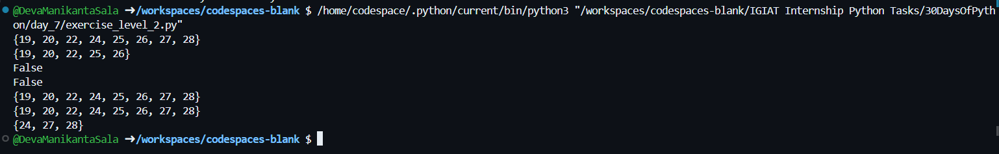 @DevaManikantaSala ➜/workspaces/codespaces-blank $ /home/codespace/.python/current/bin/python3 "/workspaces/codespaces-blank/IGIAT Internship Python Tasks/30DaysOfPyth
on/day_7/exercise_level_2.py"
{19, 20, 22, 24, 25, 26, 27, 28}
{19, 20, 22, 25, 26}
False
False
{19, 20, 22, 24, 25, 26, 27, 28}
{19, 20, 22, 24, 25, 26, 27, 28}
{24, 27, 28}
@DevaManikantaSala ➜/workspaces/codespaces-blank $